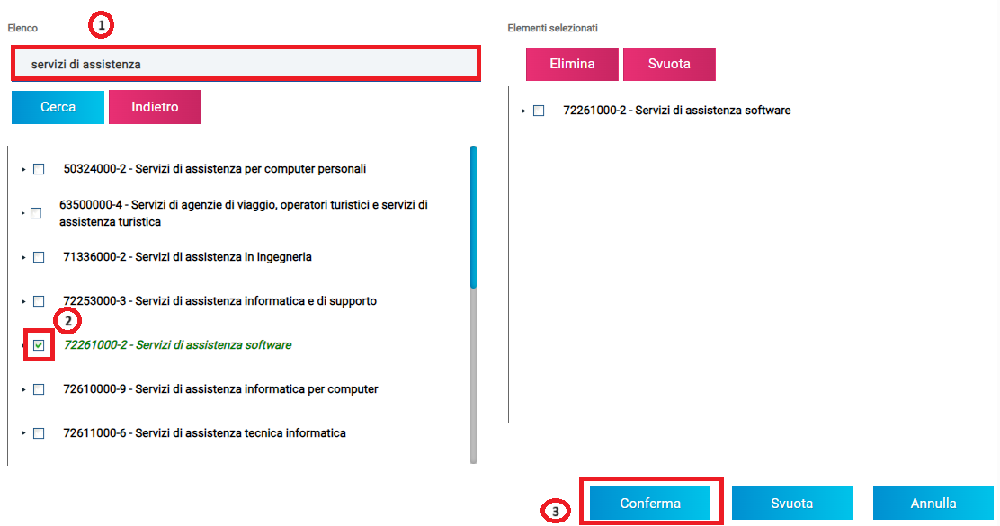 Elenco
1
servizi di assistenza
Cerca
Indietro
50324000-2 - Servizi di assistenza per computer personali
63500000-4 - Servizi di agenzie di viaggio, operatori turistici e servizi di
assistenza turistica
71336000-2 - Servizi di assistenza in ingegneria
72253000-3 - Servizi di assistenza informatica e di supporto
2
72261000-2 - Servizi di assistenza software
72610000-9 - Servizi di assistenza informatica per computer
72611000-6 - Servizi di assistenza tecnica informatica
Elementi selezionati
Elimina
Svuota
72261000-2 - Servizi di assistenza software
3
Conferma
Svuota
Annulla